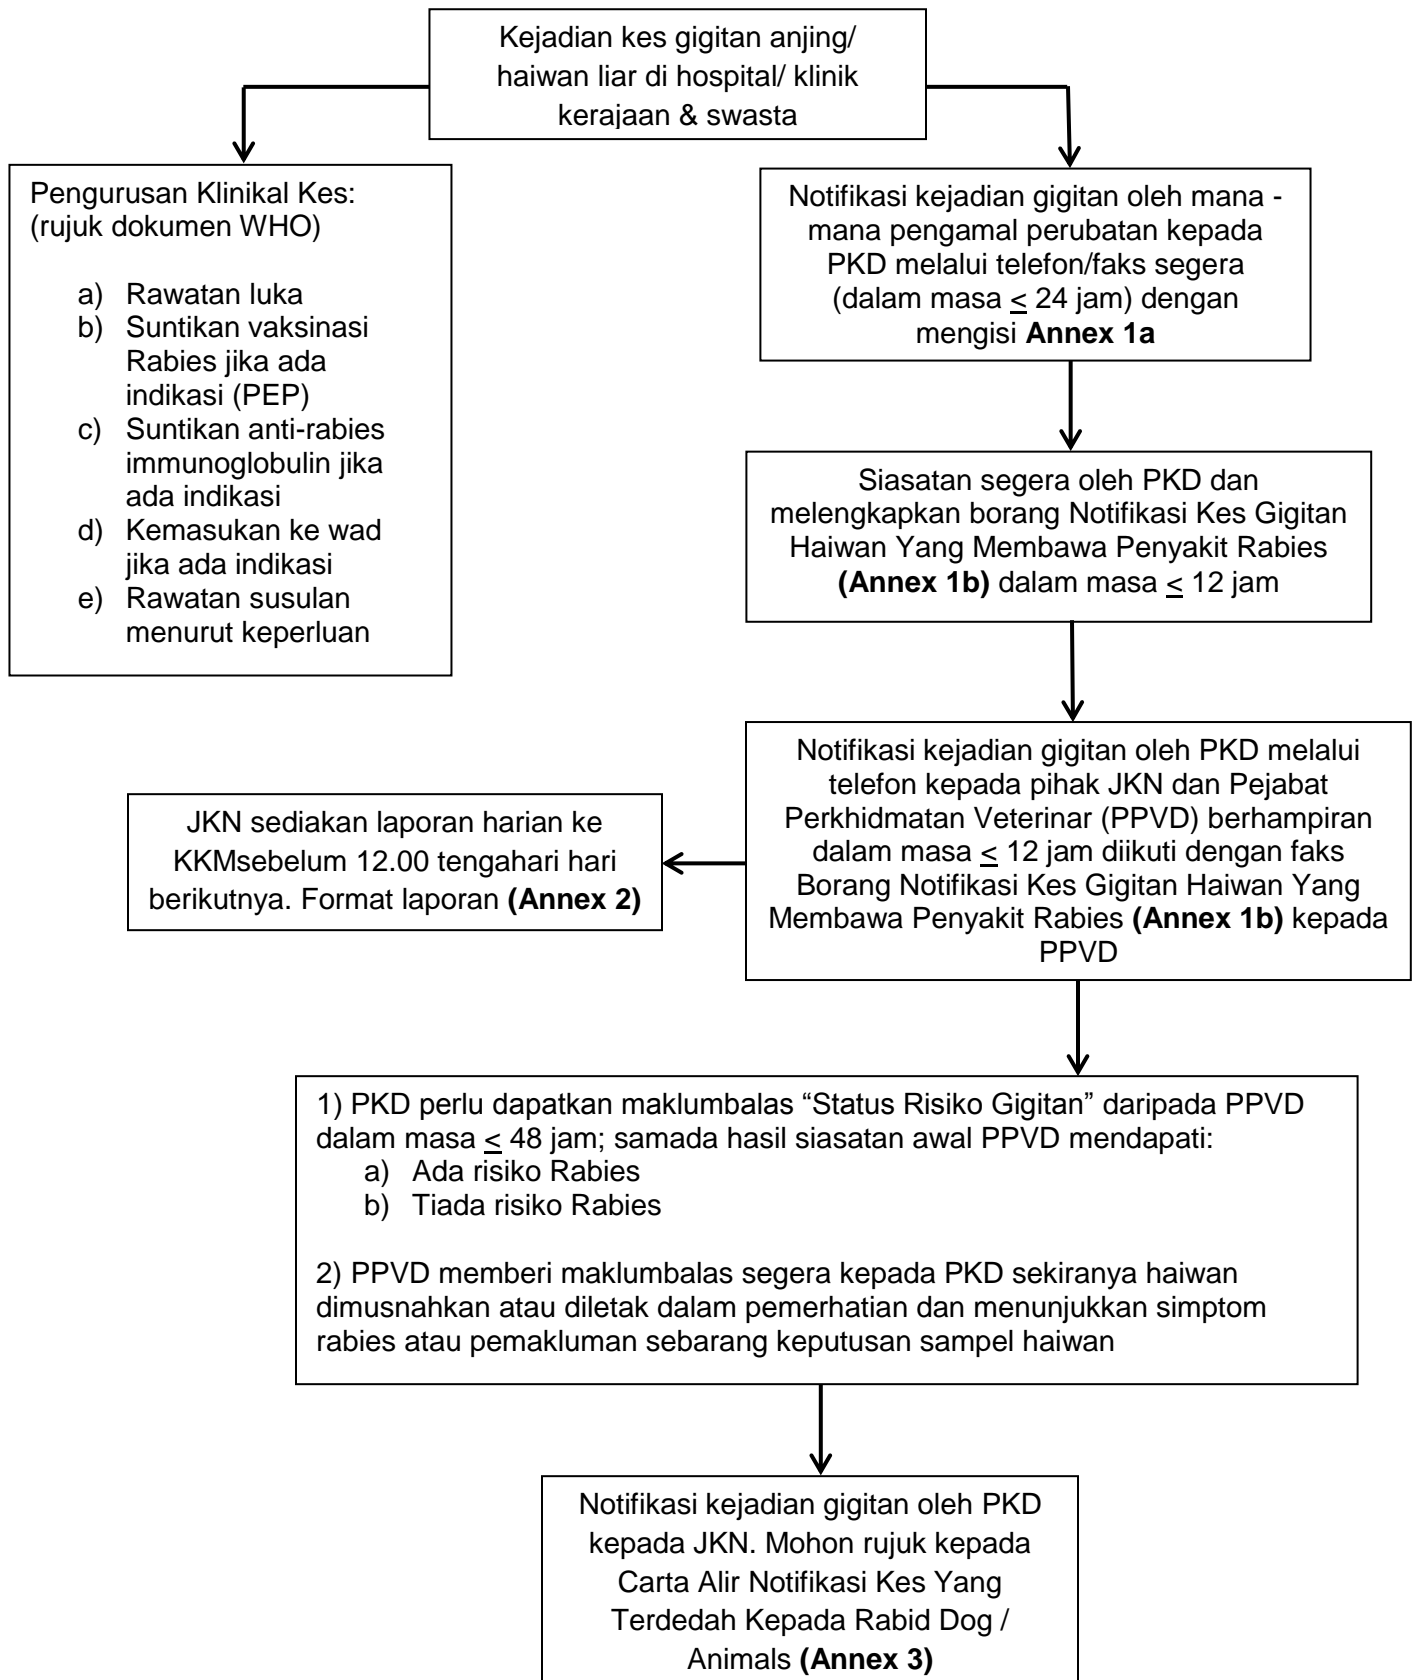 Kejadian kes gigitan anjing/
haiwan liar di hospital/ klinik
kerajaan & swasta
Pengurusan Klinikal Kes:
(rujuk dokumen WHO)
a) Rawatan luka
b) Suntikan vaksinasi
Rabies jika ada
indikasi (PEP)
c) Suntikan anti-rabies
immunoglobulin jika
ada indikasi
d) Kemasukan ke wad
jika ada indikasi
e) Rawatan susulan
menurut keperluan
Notifikasi kejadian gigitan oleh mana -
mana pengamal perubatan kepada
PKD melalui telefon/faks segera
(dalam masa < 24 jam) dengan
mengisi Annex 1a
Siasatan segera oleh PKD dan
melengkapkan borang Notifikasi Kes Gigitan
Haiwan Yang Membawa Penyakit Rabies
(Annex 1b) dalam masa < 12 jam
Notifikasi kejadian gigitan oleh PKD melalui
telefon kepada pihak JKN dan Pejabat
Perkhidmatan Veterinar (PPVD) berhampiran
dalam masa < 12 jam diikuti dengan faks
Borang Notifikasi Kes Gigitan Haiwan Yang
Membawa Penyakit Rabies (Annex 1b) kepada
PPVD
JKN sediakan laporan harian ke
KKMsebelum 12.00 tengahari hari
berikutnya. Format laporan (Annex 2)
1) PKD perlu dapatkan maklumbalas “Status Risiko Gigitan” daripada PPVD
dalam masa < 48 jam; samada hasil siasatan awal PPVD mendapati:
a) Ada risiko Rabies
b) Tiada risiko Rabies
2) PPVD memberi maklumbalas segera kepada PKD sekiranya haiwan
dimusnahkan atau diletak dalam pemerhatian dan menunjukkan simptom
rabies atau pemakluman sebarang keputusan sampel haiwan
Notifikasi kejadian gigitan oleh PKD
kepada JKN. Mohon rujuk kepada
Carta Alir Notifikasi Kes Yang
Terdedah Kepada Rabid Dog /
Animals (Annex 3)